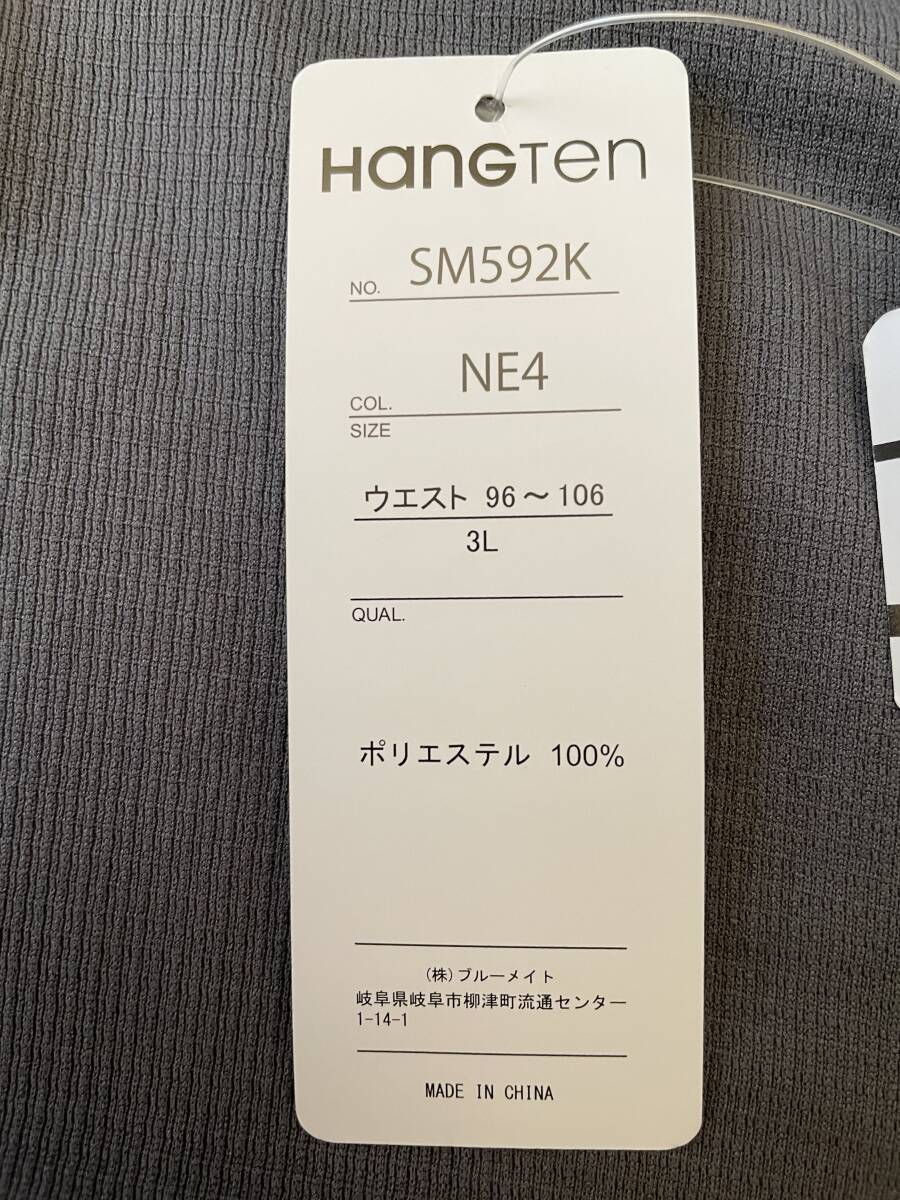 HANGTEN
NO. SM592K
COL. NE4
SIZE
ウエスト 96～106
3L
QUAL.
ポリエステル 100%
(株)ブルーメイト
岐阜県岐阜市柳津町流通センター
1-14-1
MADE IN CHINA